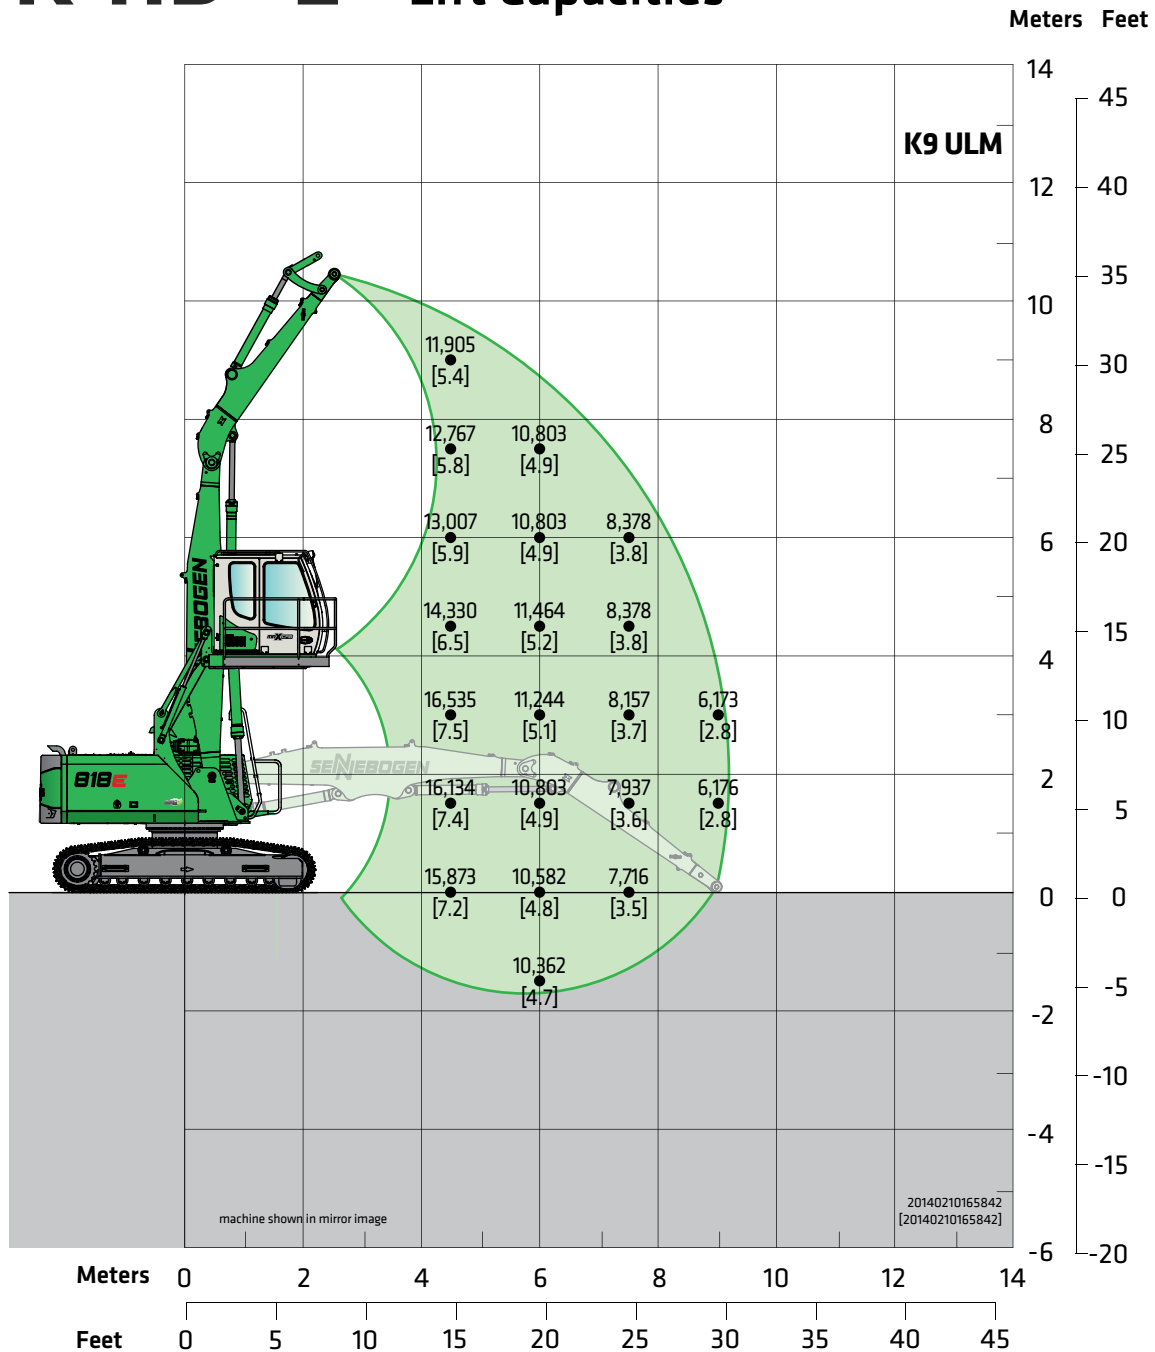 Lift Capacities
Meters Feet
K9 ULM
14
12
10
8
6
4
2
0
-2
-4
-6
45
40
35
30
25
20
15
10
5
0
-5
-10
-15
-20
11,905
[5.4]
12,767 10,803
[5.8] [4.9]
13,007 10,803 8,378
[5.9] [4.9] [3.8]
14,330 11,464 8,378
[6.5] [5.2] [3.8]
16,535 11,244 8,157 6,173
[7.5] [5.1] [3.7] [2.8]
16,134 10,803 7,937 6,176
[7.4] [4.9] [3.6] [2.8]
15,873 10,582 7,716
[7.2] [4.8] [3.5]
10,362
[4.7]
EBOGEN
maXcab
SENNEBOGEN
818E
machine shown in mirror image
20140210165842
[20140210165842]
Meters 0 2 4 6 8 10 12 14
Feet 0 5 10 15 20 25 30 35 40 45